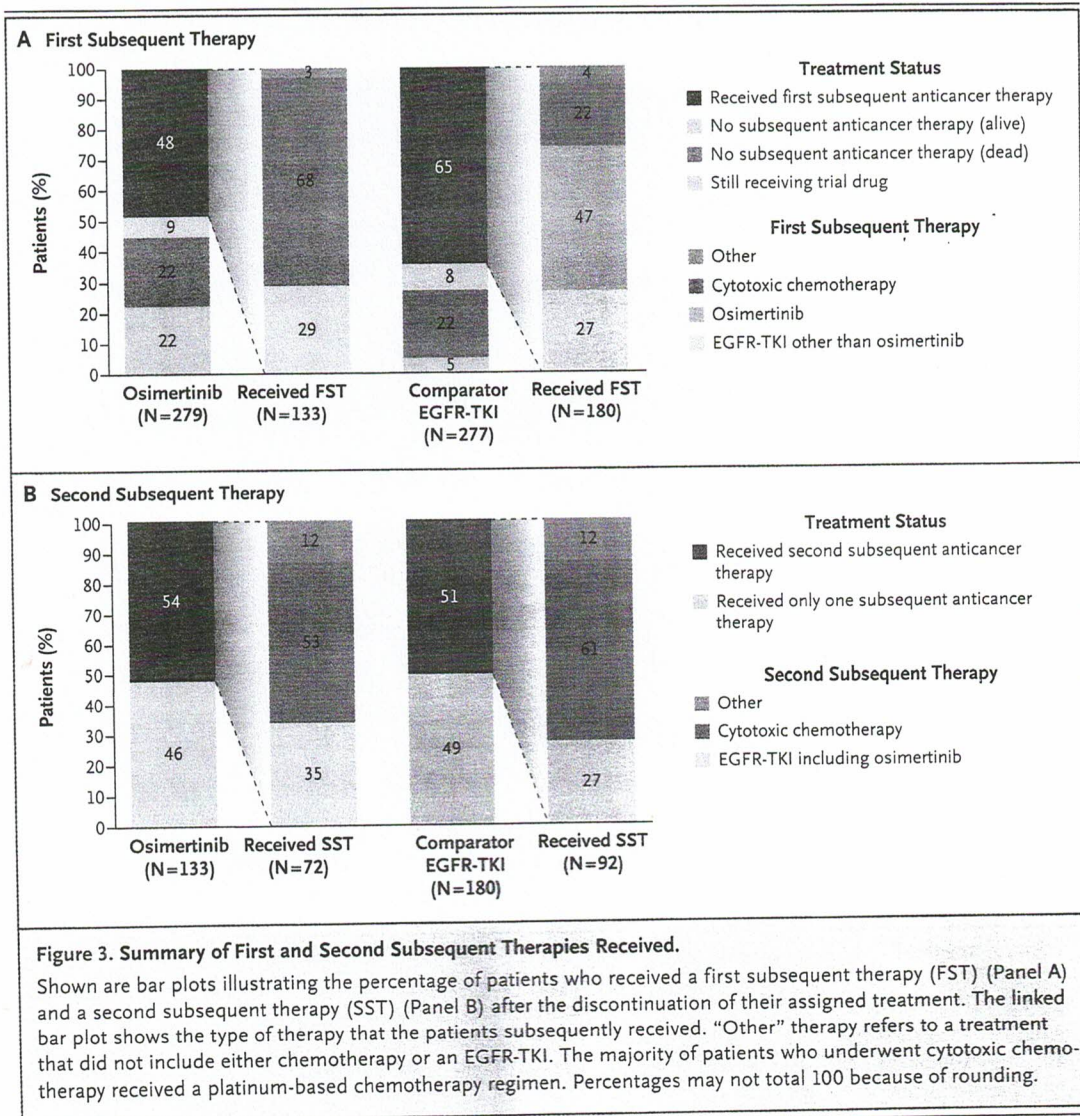 A First Subsequent Therapy
100
90
80
70
60
50
40
30
20
10
0
Patients (%)
48
9
22
22
3
68
29
65
8
22
5
4
22
47
27
Osimertinib
(N=279)
Received FST
(N=133)
Comparator
EGFR-TKI
(N=277)
Received FST
(N=180)
Treatment Status
Received first subsequent anticancer therapy
No subsequent anticancer therapy (alive)
No subsequent anticancer therapy (dead)
Still receiving trial drug
First Subsequent Therapy
Other
Cytotoxic chemotherapy
Osimertinib
EGFR-TKI other than osimertinib
B Second Subsequent Therapy
100
90
80
70
60
50
40
30
20
10
0
Patients (%)
54
46
12
53
35
51
49
12
61
27
Osimertinib
(N=133)
Received SST
(N=72)
Comparator
EGFR-TKI
(N=180)
Received SST
(N=92)
Treatment Status
Received second subsequent anticancer
therapy
Received only one subsequent anticancer
therapy
Second Subsequent Therapy
Other
Cytotoxic chemotherapy
EGFR-TKI including osimertinib
Figure 3. Summary of First and Second Subsequent Therapies Received.
Shown are bar plots illustrating the percentage of patients who received a first subsequent therapy (FST) (Panel A)
and a second subsequent therapy (SST) (Panel B) after the discontinuation of their assigned treatment. The linked
bar plot shows the type of therapy that the patients subsequently received. “Other” therapy refers to a treatment
that did not include either chemotherapy or an EGFR-TKI. The majority of patients who underwent cytotoxic chemo-
therapy received a platinum-based chemotherapy regimen. Percentages may not total 100 because of rounding.